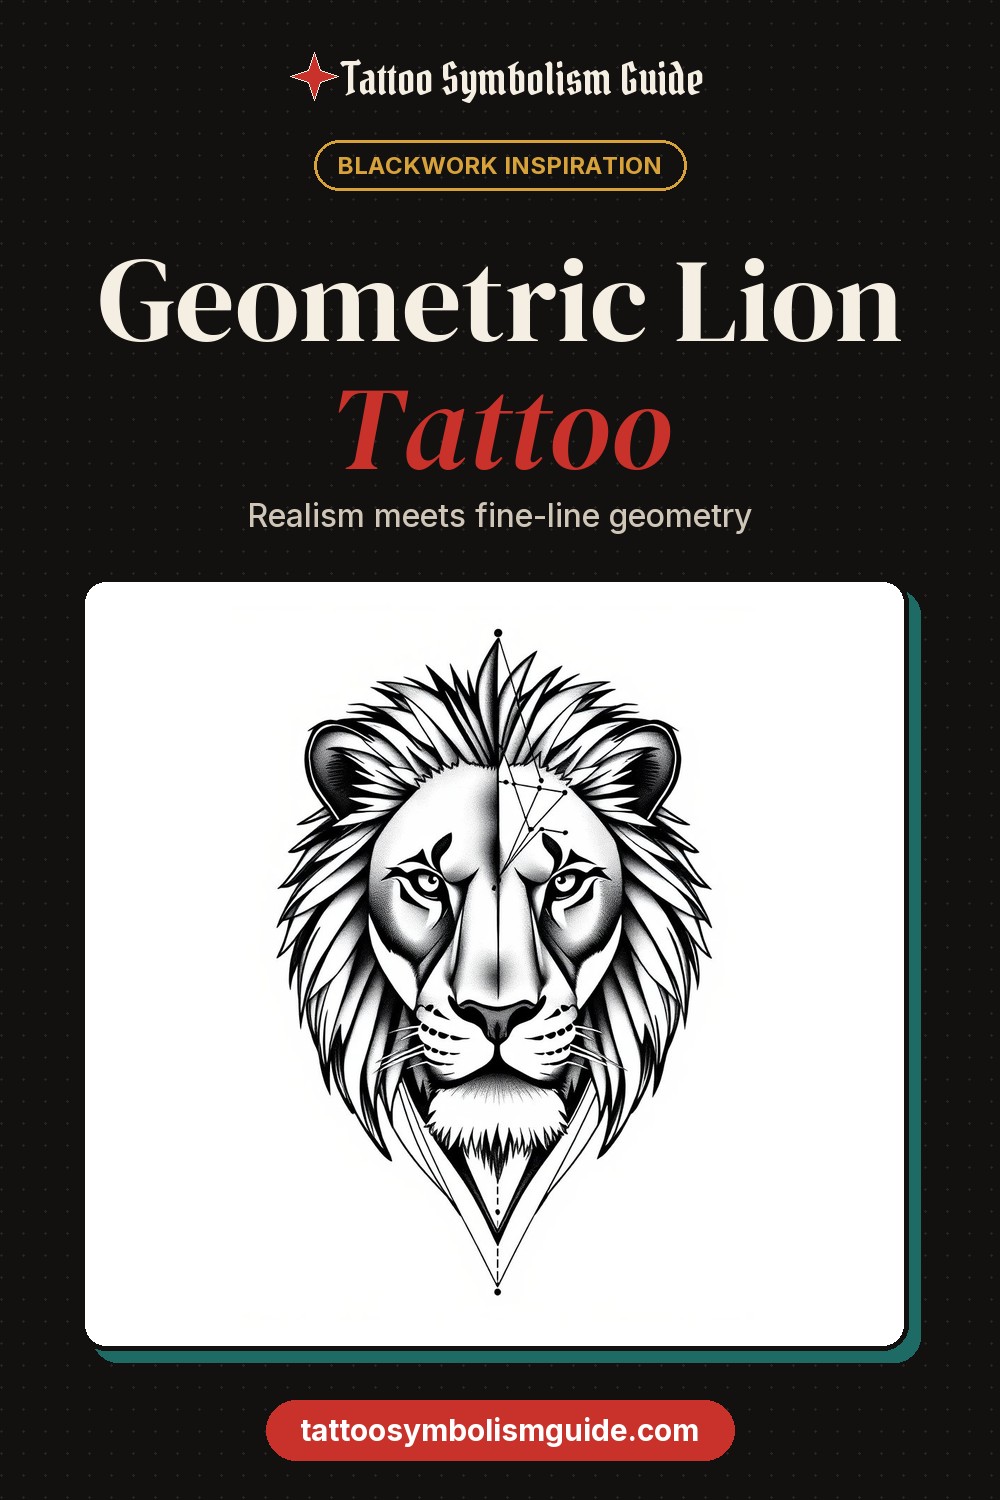 Tattoo Symbolism Guide
BLACKWORK INSPIRATION
Geometric Lion
Tattoo
Realism meets fine-line geometry
tattoosymbolismguide.com